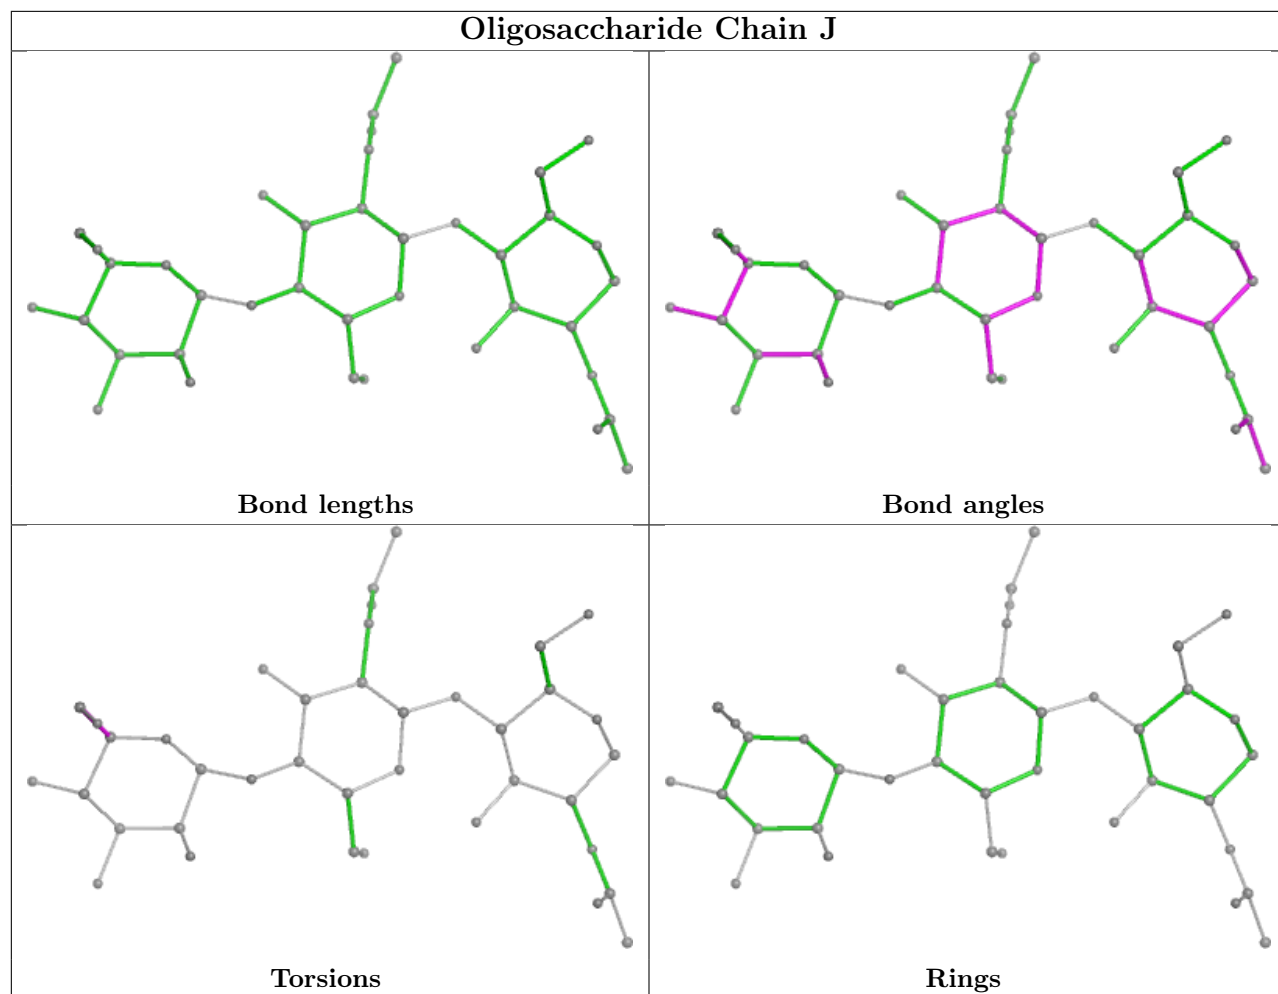 Oligosaccharide Chain J
Bond lengths
Bond angles
Torsions
Rings